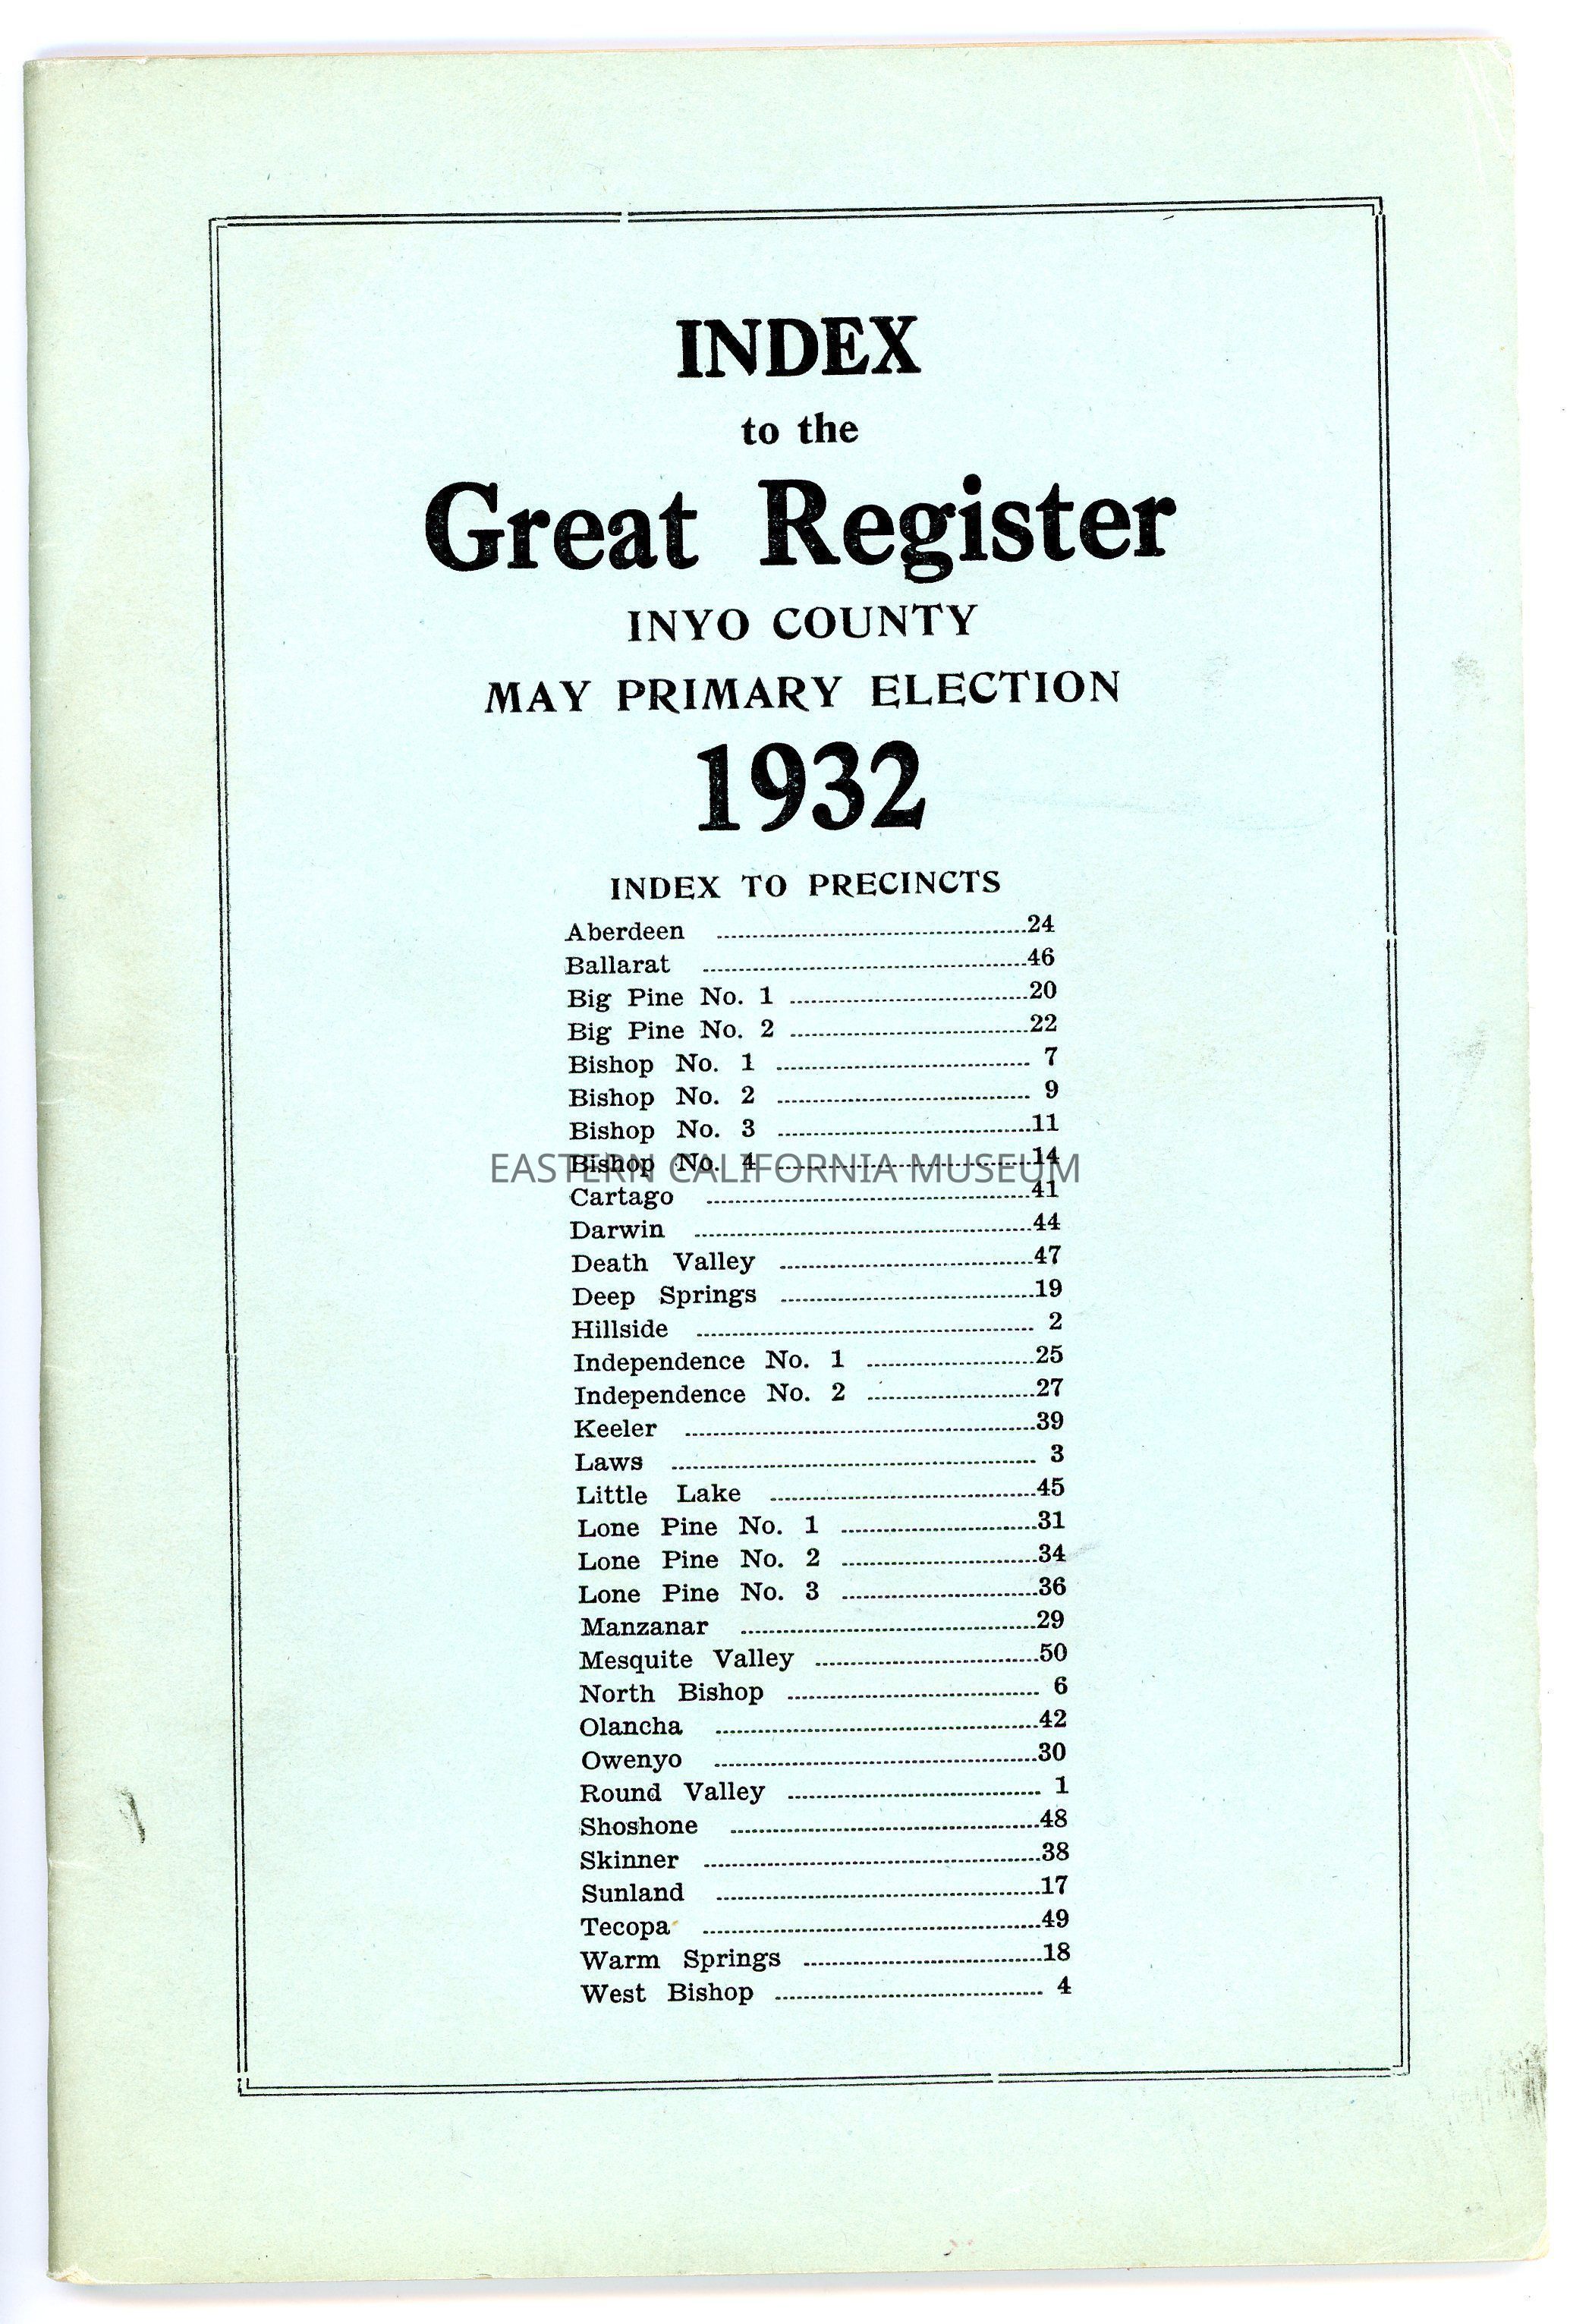 INDEX
to the
Great Register
INYO COUNTY
MAY PRIMARY ELECTION
1932
INDEX TO PRECINCTS
Aberdeen ........................................24
Ballarat ........................................46
Big Pine No. 1 ........................................20
Big Pine No. 2 ........................................22
Bishop No. 1 ........................................ 7
Bishop No. 2 ........................................ 9
Bishop No. 3 ........................................11
Bishop No. 4 ........................................14
EASTERN CALIFORNIA MUSEUM
Cartago ........................................41
Darwin ........................................44
Death Valley ........................................47
Deep Springs ........................................19
Hillside ........................................ 2
Independence No. 1 ........................................25
Independence No. 2 ........................................27
Keeler ........................................39
Laws ........................................ 3
Little Lake ........................................45
Lone Pine No. 1 ........................................31
Lone Pine No. 2 ........................................34
Lone Pine No. 3 ........................................36
Manzanar ........................................29
Mesquite Valley ........................................50
North Bishop ........................................ 6
Olancha ........................................42
Owenyo ........................................30
Round Valley ........................................ 1
Shoshone ........................................48
Skinner ........................................38
Sunland ........................................17
Tecopa ........................................49
Warm Springs ........................................18
West Bishop ........................................ 4